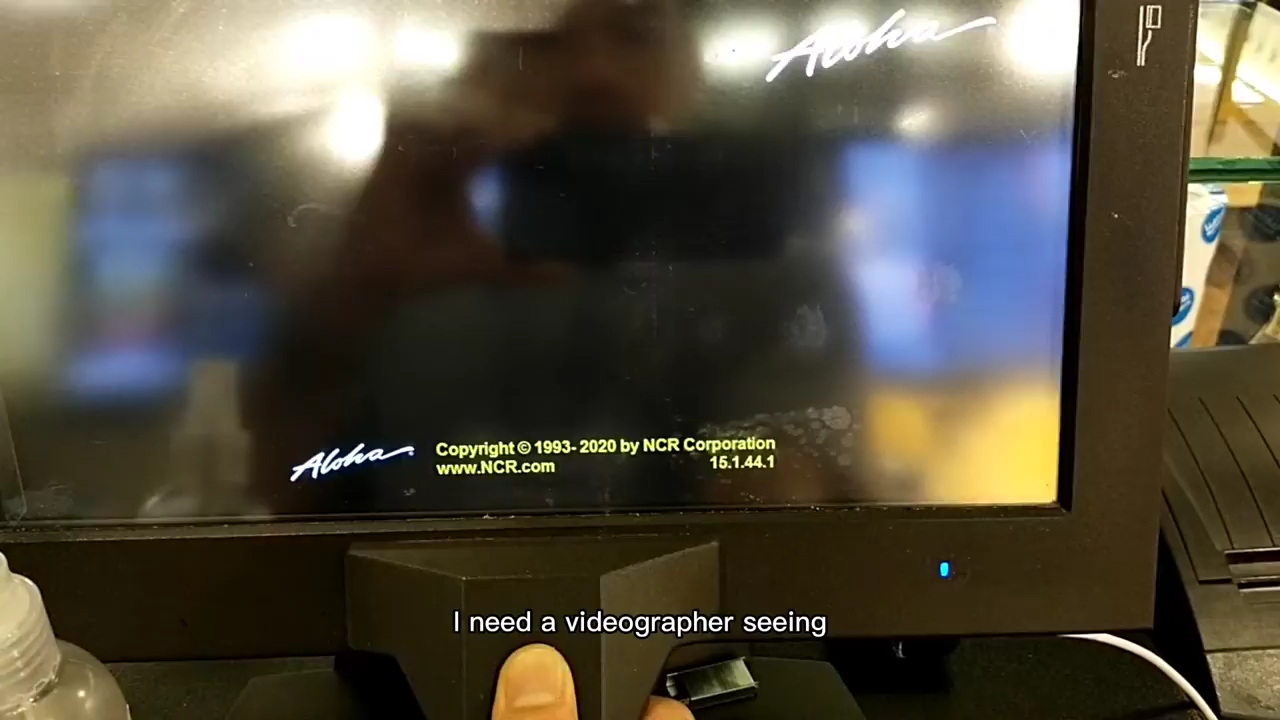 Aloha
Aloha
Copyright © 1993- 2020 by NCR Corporation
www.NCR.com
15.1.44.1
I need a videographer seeing